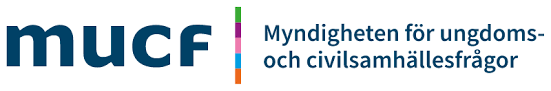 mucf
Myndigheten för ungdoms-
och civilsamhällesfrågor